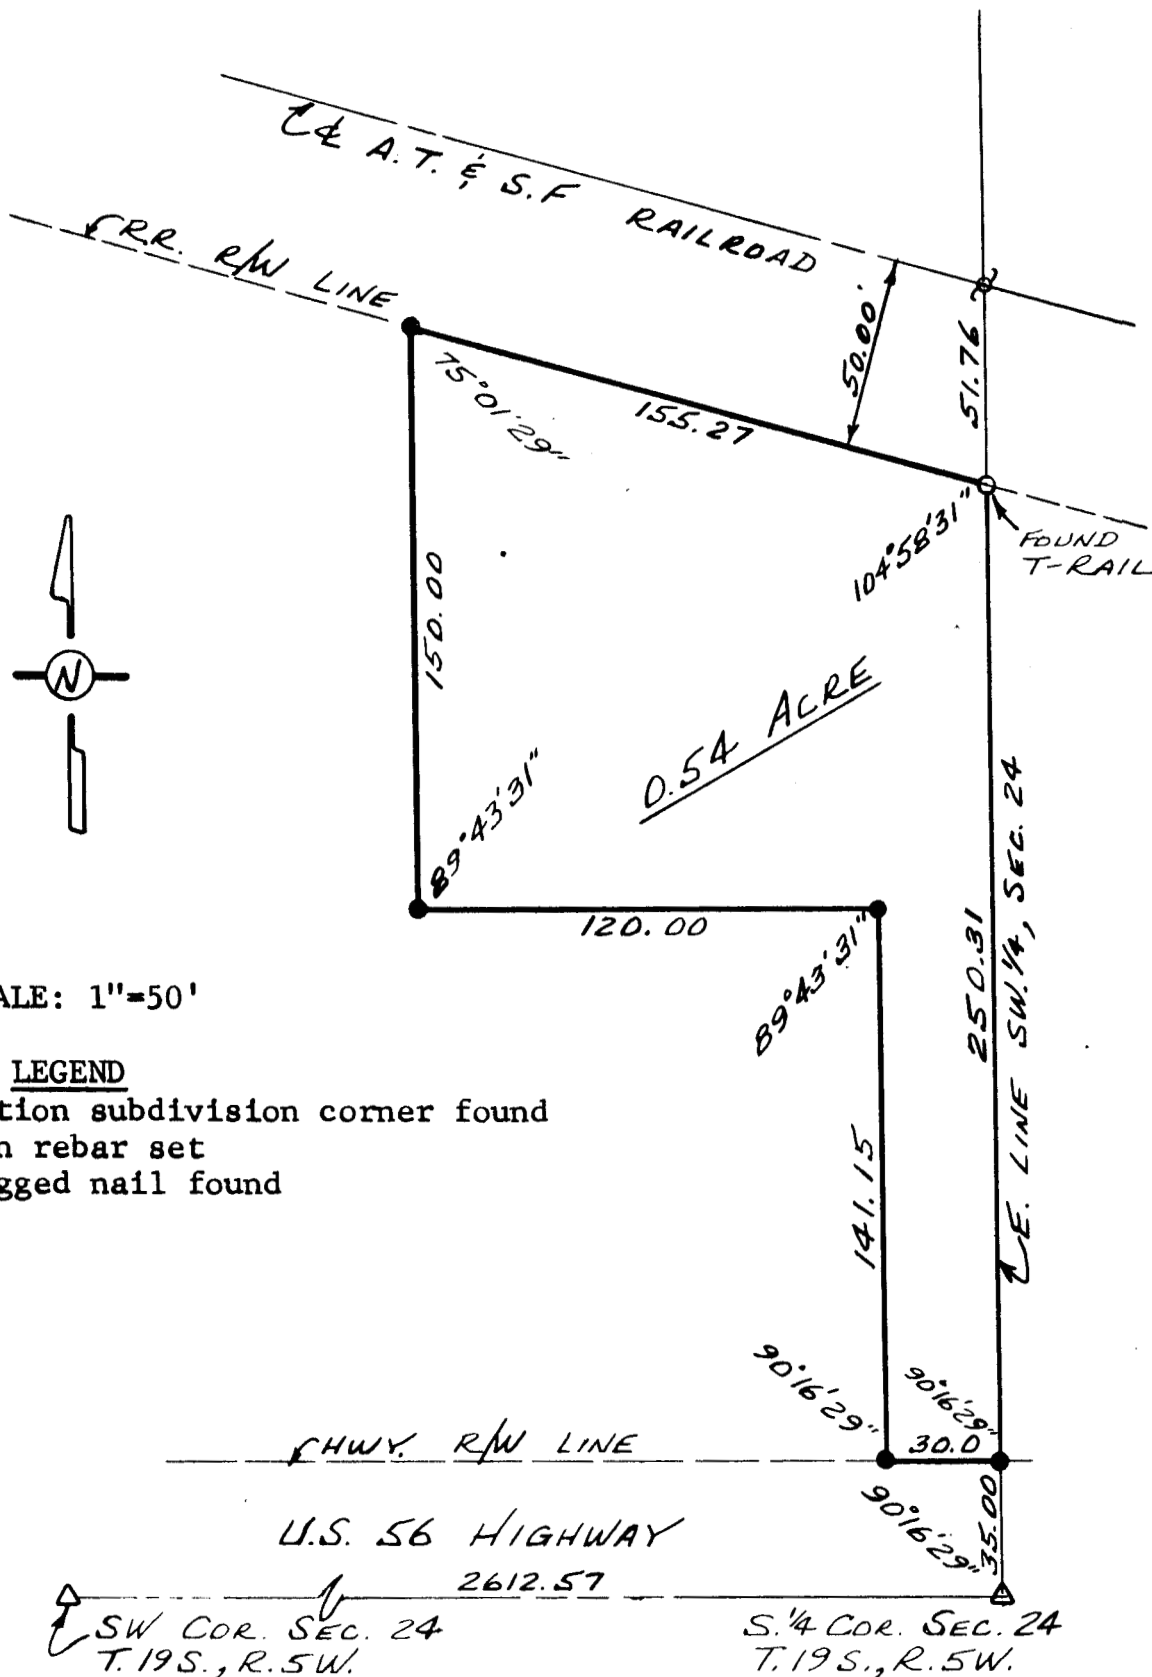 ℄ A.T. & S.F RAILROAD
R.R. R/W LINE
50.00'
51.76
75°01'29"
155.27
104°58'31"
FOUND
T-RAIL
150.00
N
0.54 ACRE
89°43'31"
120.00
89°43'31"
250.31
E. LINE SW.1/4, SEC. 24
ALE: 1"=50'
LEGEND
tion subdivision corner found
n rebar set
gged nail found
141.15
90°16'29"
90°16'29"
HWY. R/W LINE
30.0
90°16'29"
35.00
U.S. 56 HIGHWAY
2612.57
SW COR. SEC. 24
T.19S., R.5W.
S.1/4 COR. SEC. 24
T.19S., R.5W.